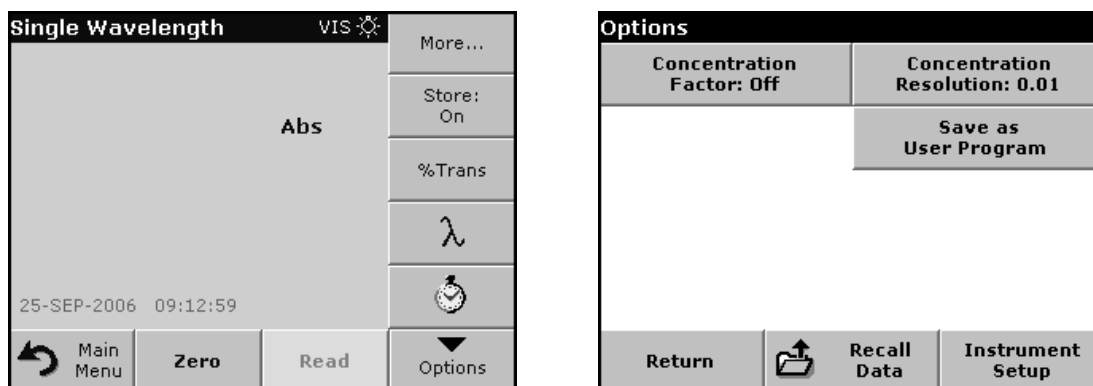 Single Wavelength VIS
More...
Store:
On
Abs
%Trans
λ
25-SEP-2006 09:12:59
Main
Menu
Zero
Read
Options
Options
Concentration
Factor: Off
Concentration
Resolution: 0.01
Save as
User Program
Return
Recall
Data
Instrument
Setup